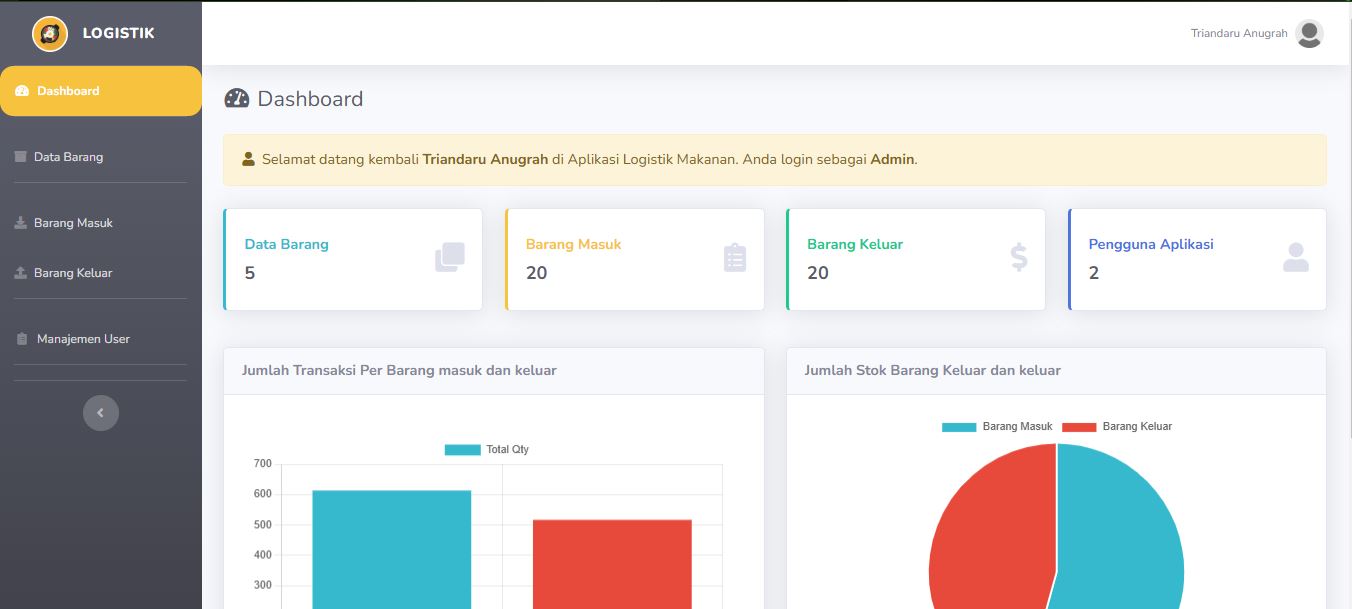 LOGISTIK
Triandaru Anugrah
Dashboard
Data Barang
Barang Masuk
Barang Keluar
Manajemen User
Dashboard
Selamat datang kembali Triandaru Anugrah di Aplikasi Logistik Makanan. Anda login sebagai Admin.
Data Barang
5
Barang Masuk
20
Barang Keluar
20
$
Pengguna Aplikasi
2
Jumlah Transaksi Per Barang masuk dan keluar
Total Qty
700
600
500
400
300
Jumlah Stok Barang Keluar dan keluar
Barang Masuk Barang Keluar